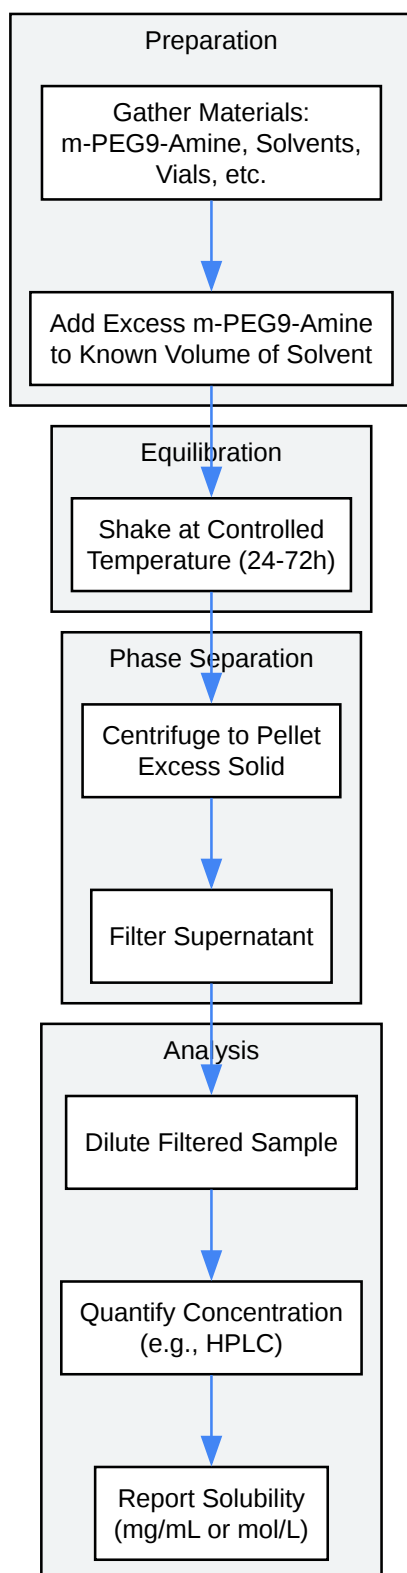 Preparation
Gather Materials:
m-PEG9-Amine, Solvents,
Vials, etc.
Add Excess m-PEG9-Amine
to Known Volume of Solvent
Equilibration
Shake at Controlled
Temperature (24-72h)
Phase Separation
Centrifuge to Pellet
Excess Solid
Filter Supernatant
Analysis
Dilute Filtered Sample
Quantify Concentration
(e.g., HPLC)
Report Solubility
(mg/mL or mol/L)